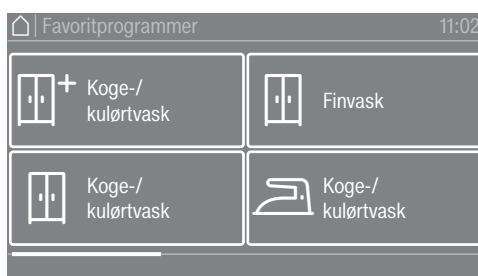 Favoritprogrammer 11:02
Koge-/
kulørtvask
Finvask
Koge-/
kulørtvask
Koge-/
kulørtvask